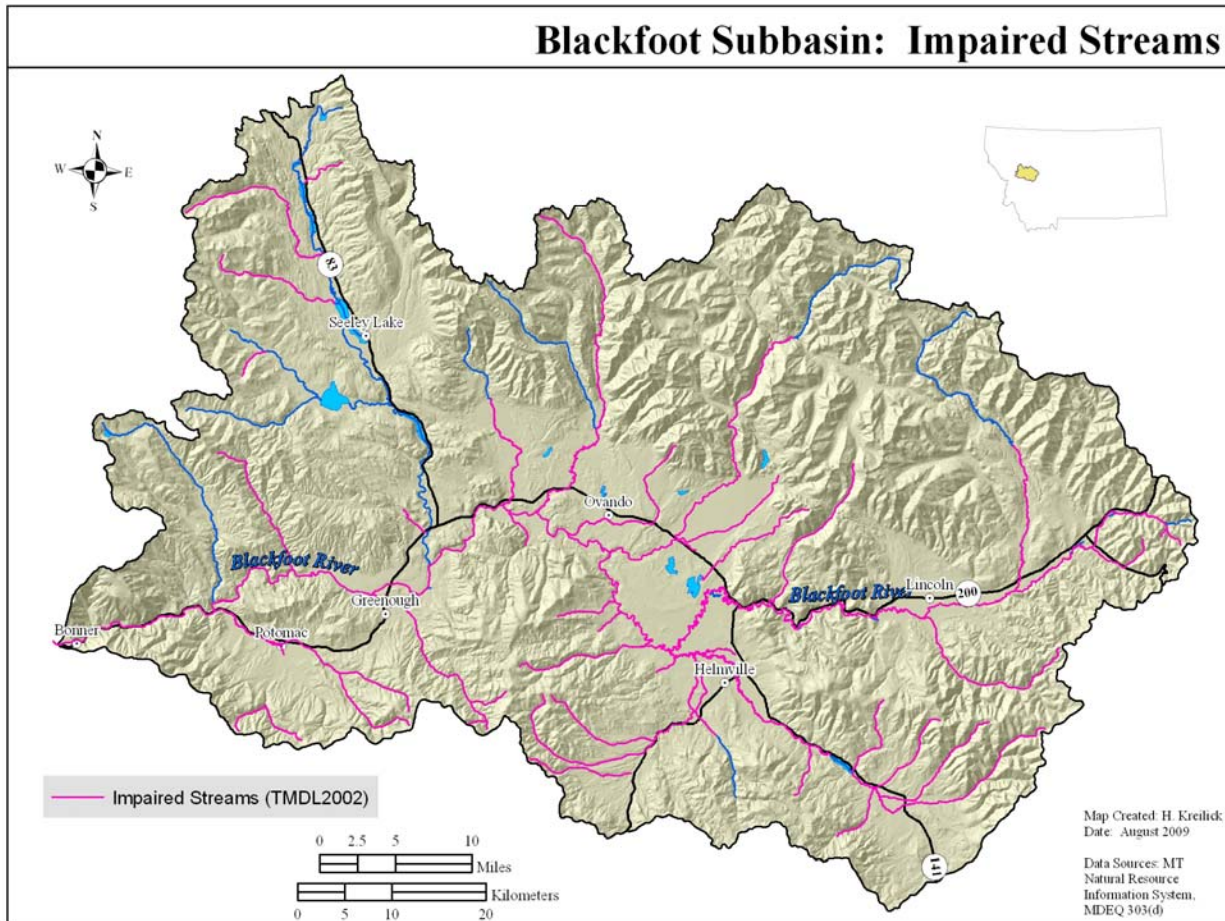 Blackfoot Subbasin: Impaired Streams
N
W E
S
83
Seeley Lake
Ovando
Blackfoot River
Blackfoot River
Lincoln
200
Greenough
Bonner
Potomac
Helmville
141
Impaired Streams (TMDL2002)
0 2.5 5 10
Miles
Kilometers
0 5 10 20
Map Created: H. Kreilick
Date: August 2009
Data Sources: MT
Natural Resource
Information System,
MDEQ 303(d)